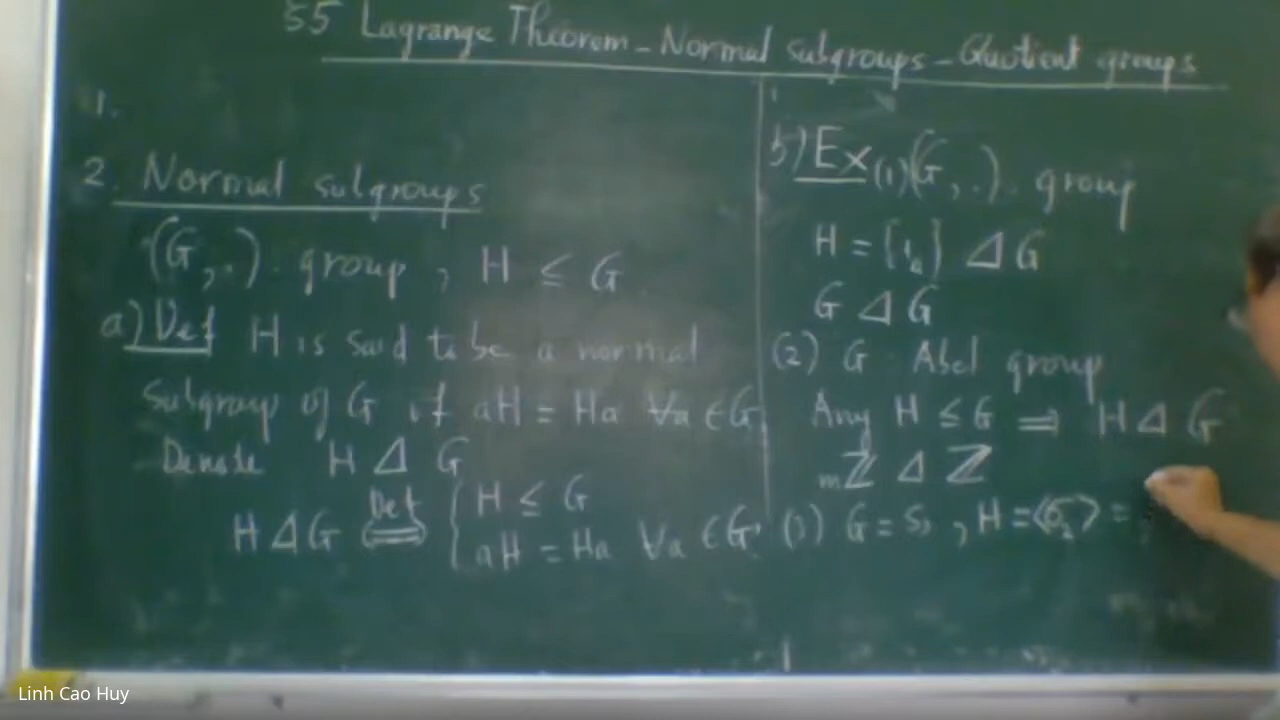 §5 Lagrange Theorem - Normal subgroups - Quotient groups
1.
2. Normal subgroups
(G, .) group, H ≤ G
a) Def H is said to be a normal
subgroup of G if aH = Ha ∀a ∈ G
Denote H Δ G
H Δ G ⇔ Def { H ≤ G
aH = Ha ∀a ∈ G
b) Ex (1) (G, .) group
H = {1_G} Δ G
G Δ G
(2) G Abel group
Any H ≤ G ⇒ H Δ G
mℤ Δ ℤ
(3) G = S₃, H = <σ₂> =
Linh Cao Huy